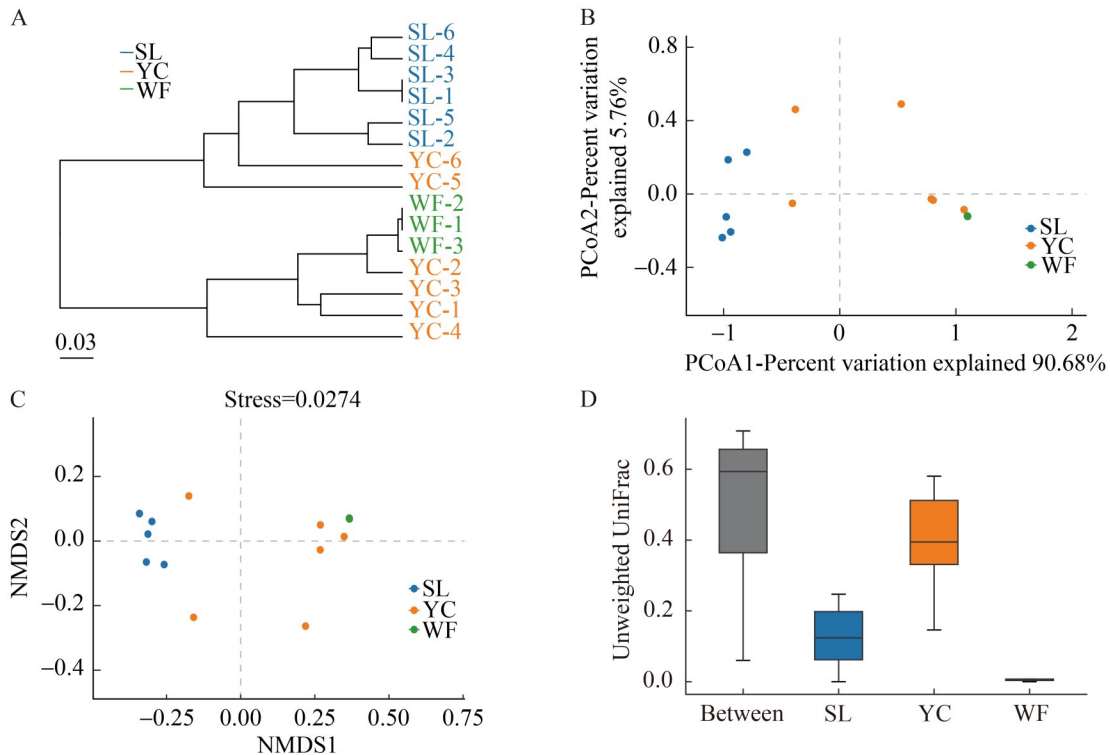 A
SL
YC
WF
SL-6
SL-4
SL-3
SL-1
SL-5
SL-2
YC-6
YC-5
WF-2
WF-1
WF-3
YC-2
YC-3
YC-1
YC-4
0.03
B
PCoA2-Percent variation
explained 5.76%
0.8
0.4
0.0
−0.4
SL
YC
WF
−1 0 1 2
PCoA1-Percent variation explained 90.68%
C
Stress=0.0274
NMDS2
0.2
0.0
−0.2
−0.4
SL
YC
WF
−0.25 0.00 0.25 0.50 0.75
NMDS1
D
Unweighted UniFrac
0.6
0.4
0.2
0.0
Between SL YC WF